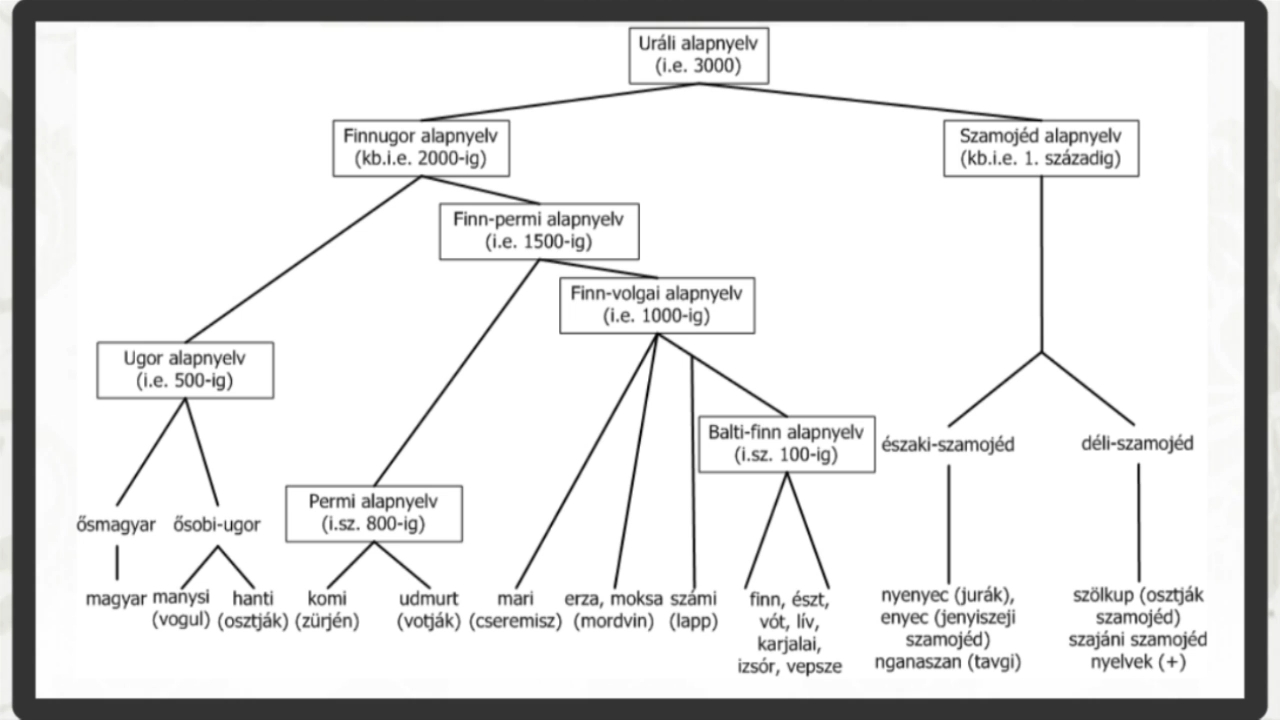 Uráli alapnyelv
(i.e. 3000)
Finnugor alapnyelv
(kb.i.e. 2000-ig)
Szamojéd alapnyelv
(kb.i.e. 1. századig)
Finn-permi alapnyelv
(i.e. 1500-ig)
Finn-volgai alapnyelv
(i.e. 1000-ig)
Ugor alapnyelv
(i.e. 500-ig)
Balti-finn alapnyelv
(i.sz. 100-ig)
északi-szamojéd
déli-szamojéd
Permi alapnyelv
(i.sz. 800-ig)
ősmagyar
ősobi-ugor
magyar
manysi
(vogul)
hanti
(osztják)
komi
(zürjén)
udmurt
(votják)
mari
(cseremisz)
erza, moksa
(mordvin)
számi
(lapp)
finn, észt,
vót, lív,
karjalai,
izsór, vepsze
nyenyec (jurák),
enyec (jenyiszeji
szamojéd)
nganaszan (tavgi)
szölkup (osztják
szamojéd)
szajáni szamojéd
nyelvek (+)